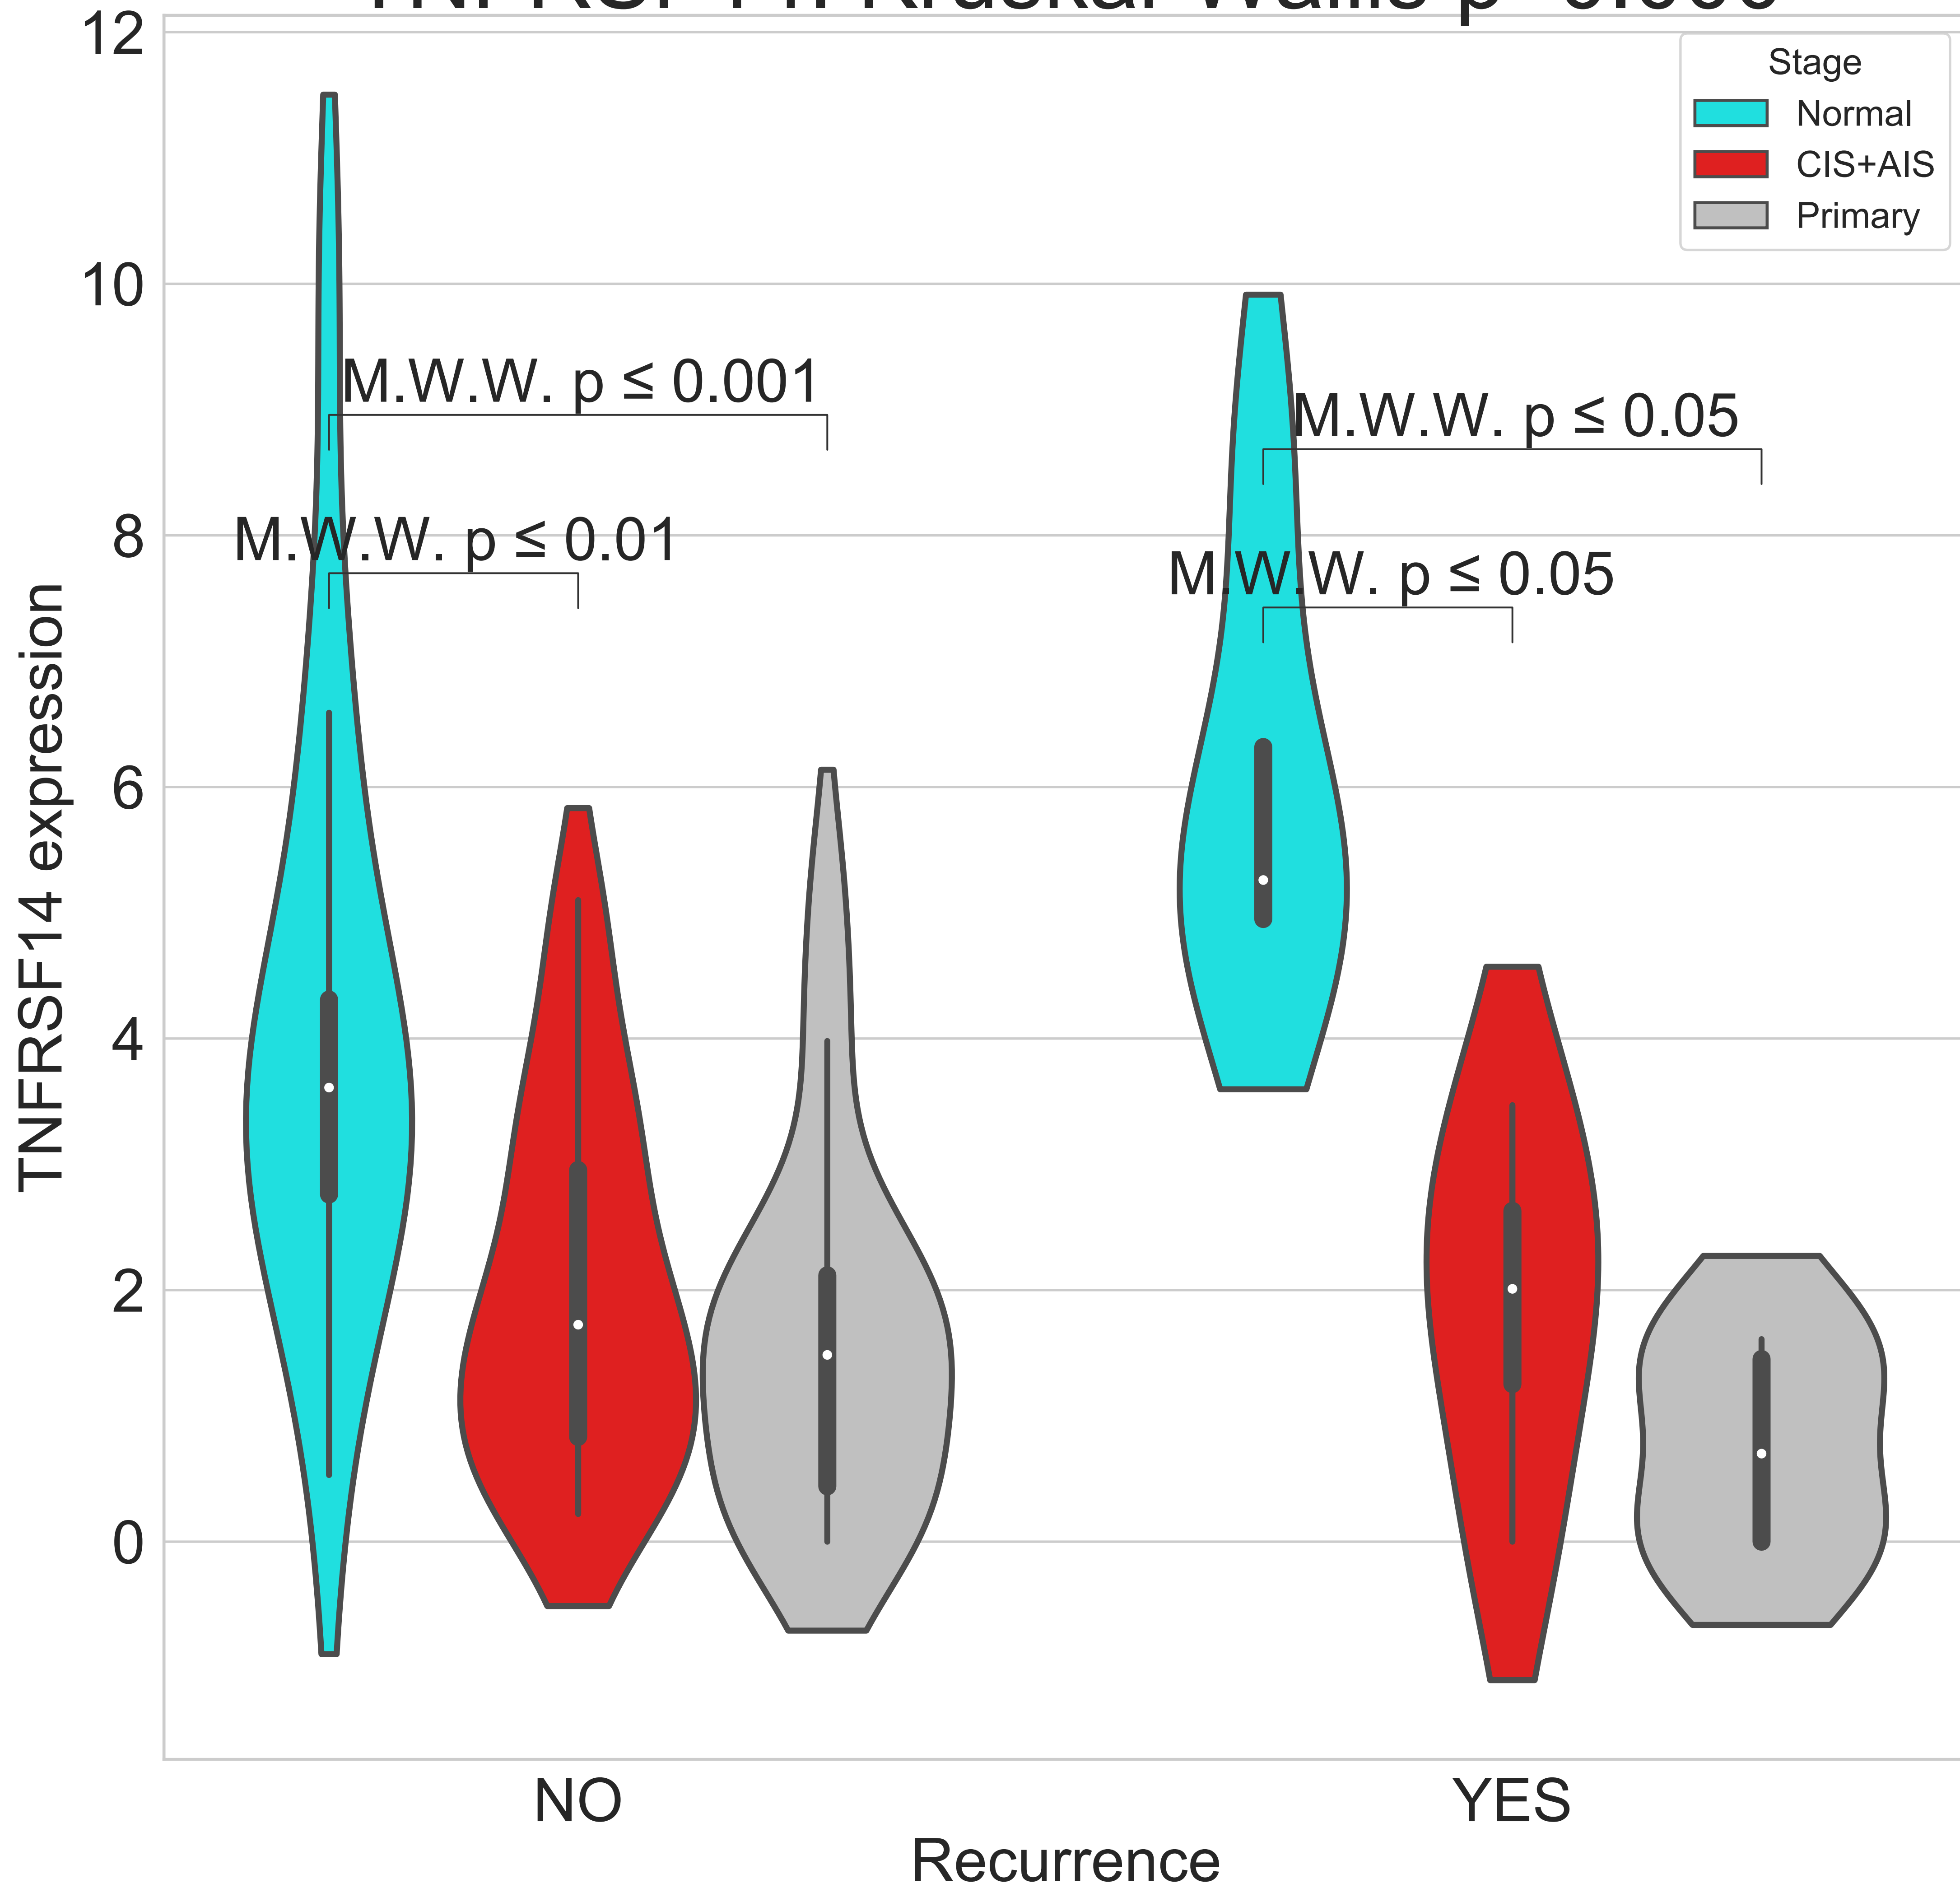 12
10
8
6
4
2
0
TNFRSF14 expression
Stage
Normal
CIS+AIS
Primary
M.W.W. p ≤ 0.001
M.W.W. p ≤ 0.05
M.W.W. p ≤ 0.01
M.W.W. p ≤ 0.05
NO
YES
Recurrence